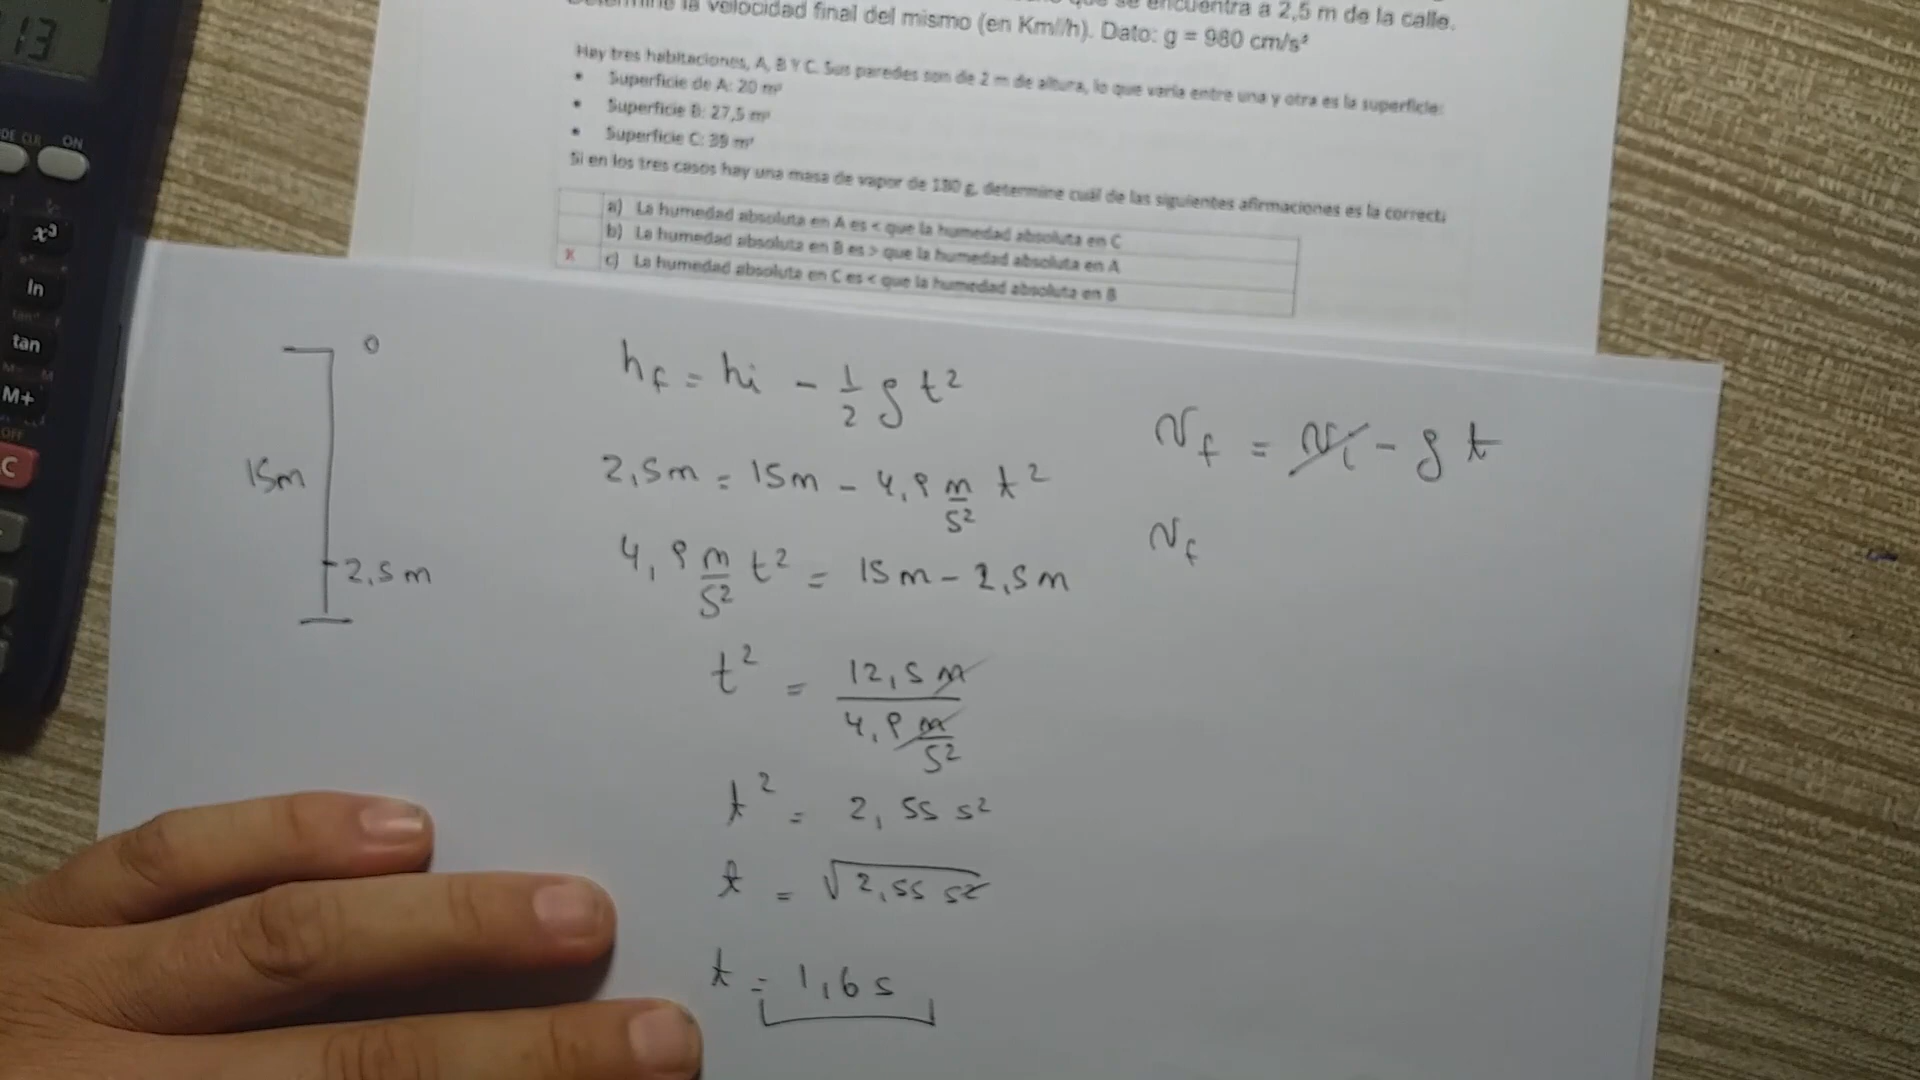 se encuentra a 2,5 m de la calle.
la velocidad final del mismo (en Km//h). Dato: g = 980 cm/s²
Hay tres habitaciones, A, B Y C. Sus paredes son de 2 m de altura, lo que varía entre una y otra es la superficie:
• Superficie de A: 20 m²
• Superficie B: 27,5 m²
• Superficie C: 39 m²
Si en los tres casos hay una masa de vapor de 180 g, determine cuál de las siguientes afirmaciones es la correct
a) La humedad absoluta en A es < que la humedad absoluta en C
b) La humedad absoluta en B es > que la humedad absoluta en A
x c) La humedad absoluta en C es < que la humedad absoluta en B
13
ON
x³
ln
tan
M+
OFF
C
15m
2,5m
hf = hi - 1/2 g t²
2,5m = 15m - 4,9 m/s² t²
4,9 m/s² t² = 15m - 2,5m
t² = 12,5 m / 4,9 m/s²
t² = 2,55 s²
t = √2,55 s²
t = 1,6 s
Vf = Vi - g t
Vf